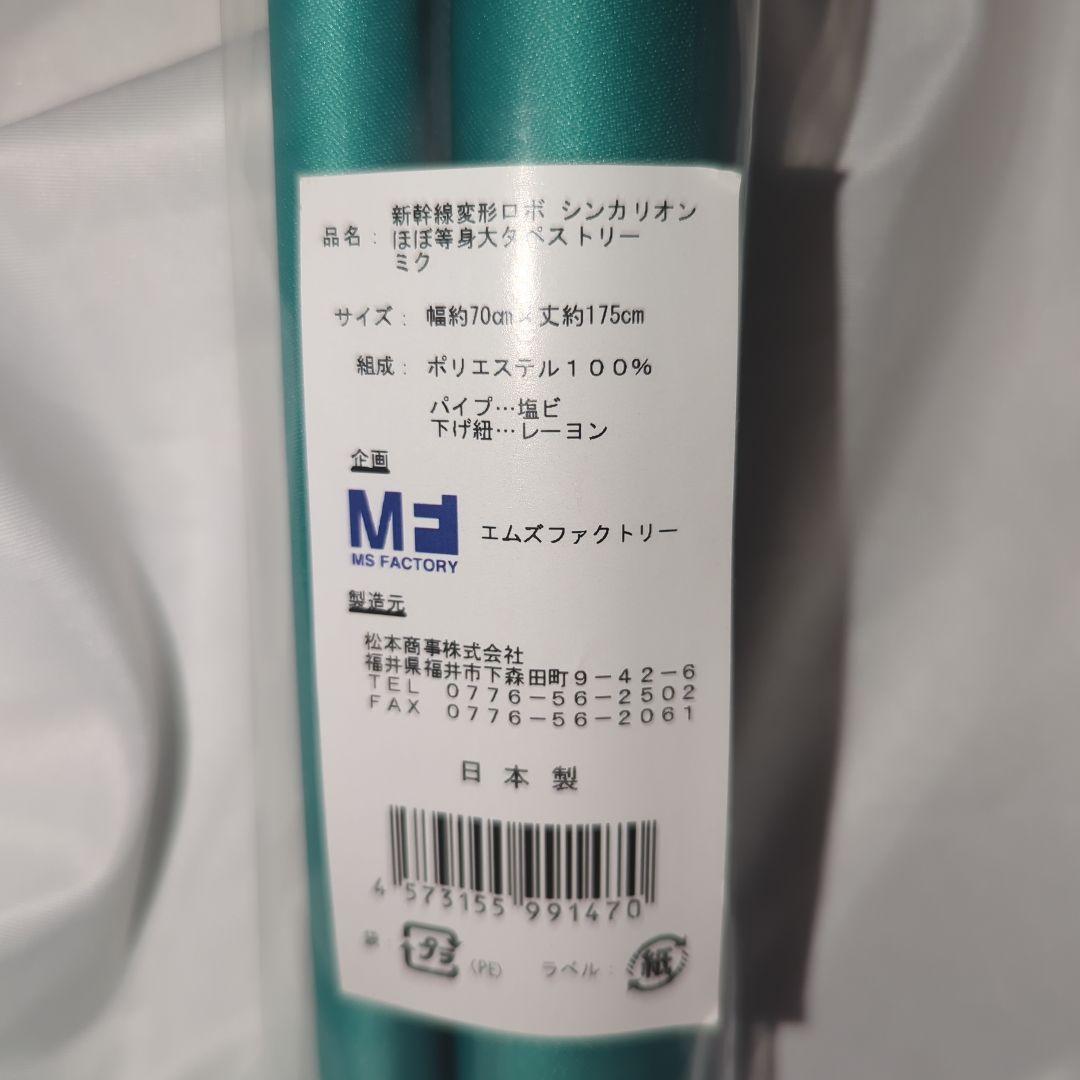 新幹線変形ロボ シンカリオン
品名： ほぼ等身大タペストリー
ミク
サイズ： 幅約70㎝×丈約175㎝
組成： ポリエステル１００％
パイプ…塩ビ
下げ紐…レーヨン
企画
MF エムズファクトリー
MS FACTORY
製造元
松本商事株式会社
福井県福井市下森田町９－４２－６
ＴＥＬ ０７７６－５６－２５０２
ＦＡＸ ０７７６－５６－２０６１
日本製
4 573155 991470
袋： プラ (PE) ラベル： 紙